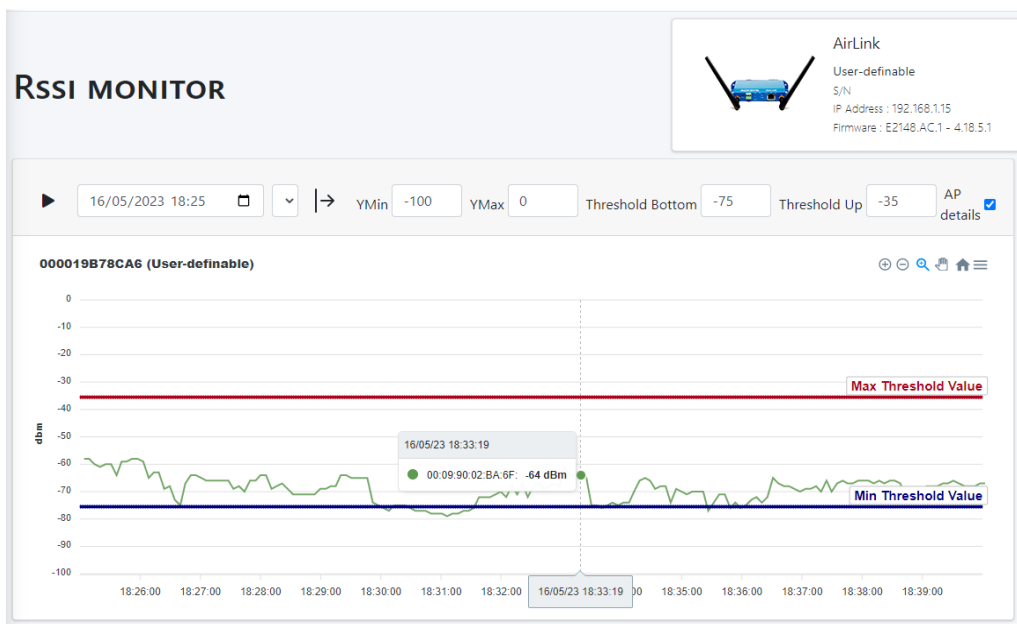 RSSI MONITOR
AirLink
User-definable
S/N
IP Address : 192.168.1.15
Firmware : E2148.AC.1 - 4.18.5.1
16/05/2023 18:25
YMin -100
YMax 0
Threshold Bottom -75
Threshold Up -35
AP details
000019B78CA6 (User-definable)
0
-10
-20
-30
Max Threshold Value
-40
dbm
-50
16/05/23 18:33:19
-60
00:09:90:02:BA:6F: -64 dBm
-70
Min Threshold Value
-80
-90
-100
18:26:00 18:27:00 18:28:00 18:29:00 18:30:00 18:31:00 18:32:00 16/05/23 18:33:19 00 18:35:00 18:36:00 18:37:00 18:38:00 18:39:00